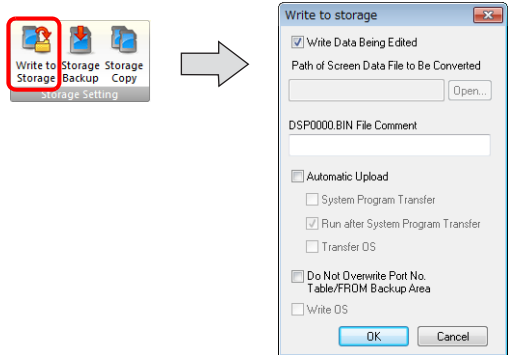 Write to
Storage
Storage
Backup
Storage
Copy
Storage Setting
Write to storage
Write Data Being Edited
Path of Screen Data File to Be Converted
Open...
DSP0000.BIN File Comment
Automatic Upload
System Program Transfer
Run after System Program Transfer
Transfer OS
Do Not Overwrite Port No.
Table/FROM Backup Area
Write OS
OK
Cancel